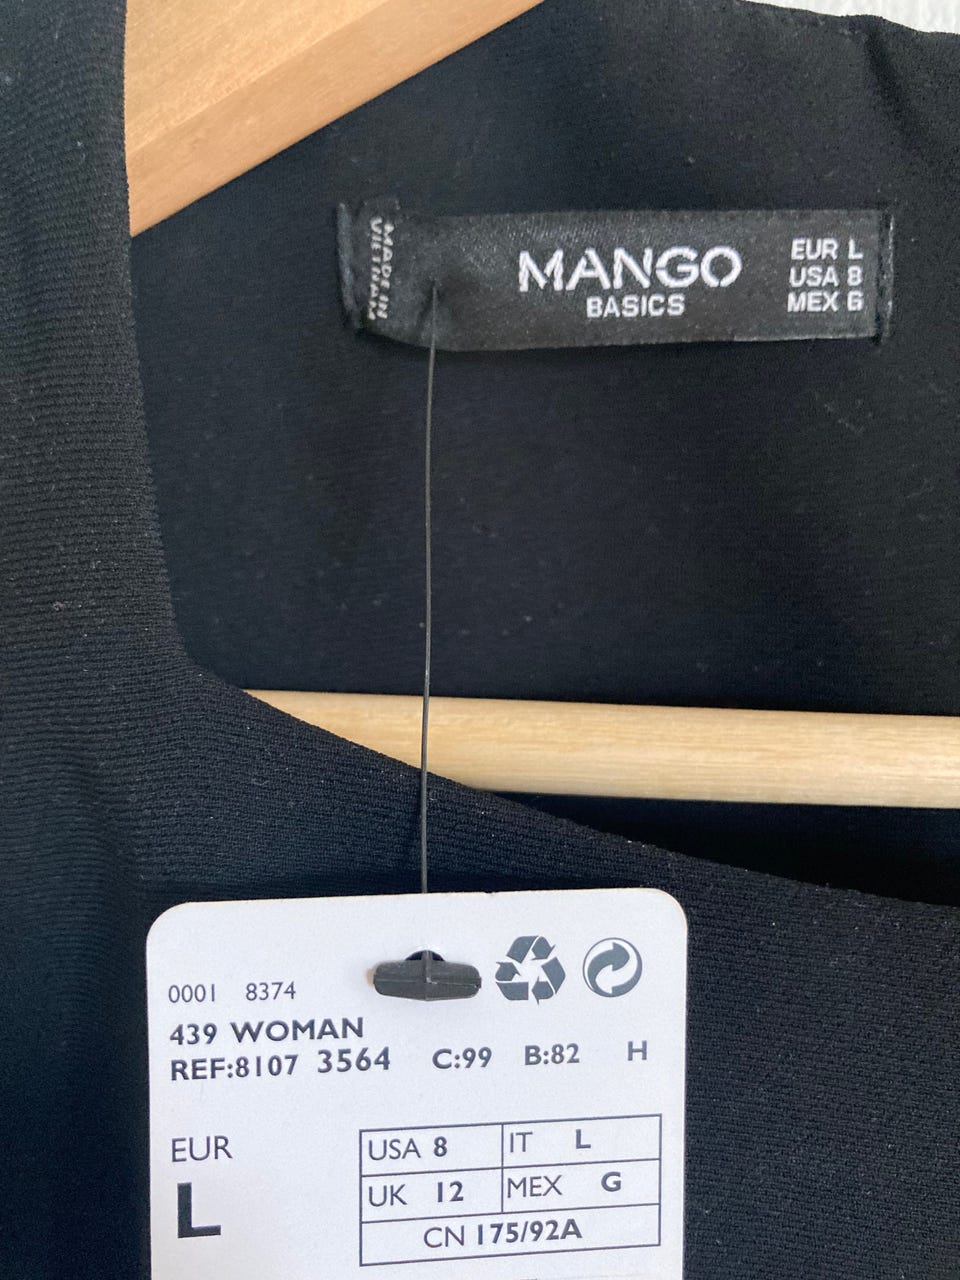 MADE IN
VIETNAM
MANGO
BASICS
EUR L
USA 8
MEX G
0001 8374
439 WOMAN
REF:8107 3564 C:99 B:82 H
EUR
L
USA 8 IT L
UK 12 MEX G
CN 175/92A